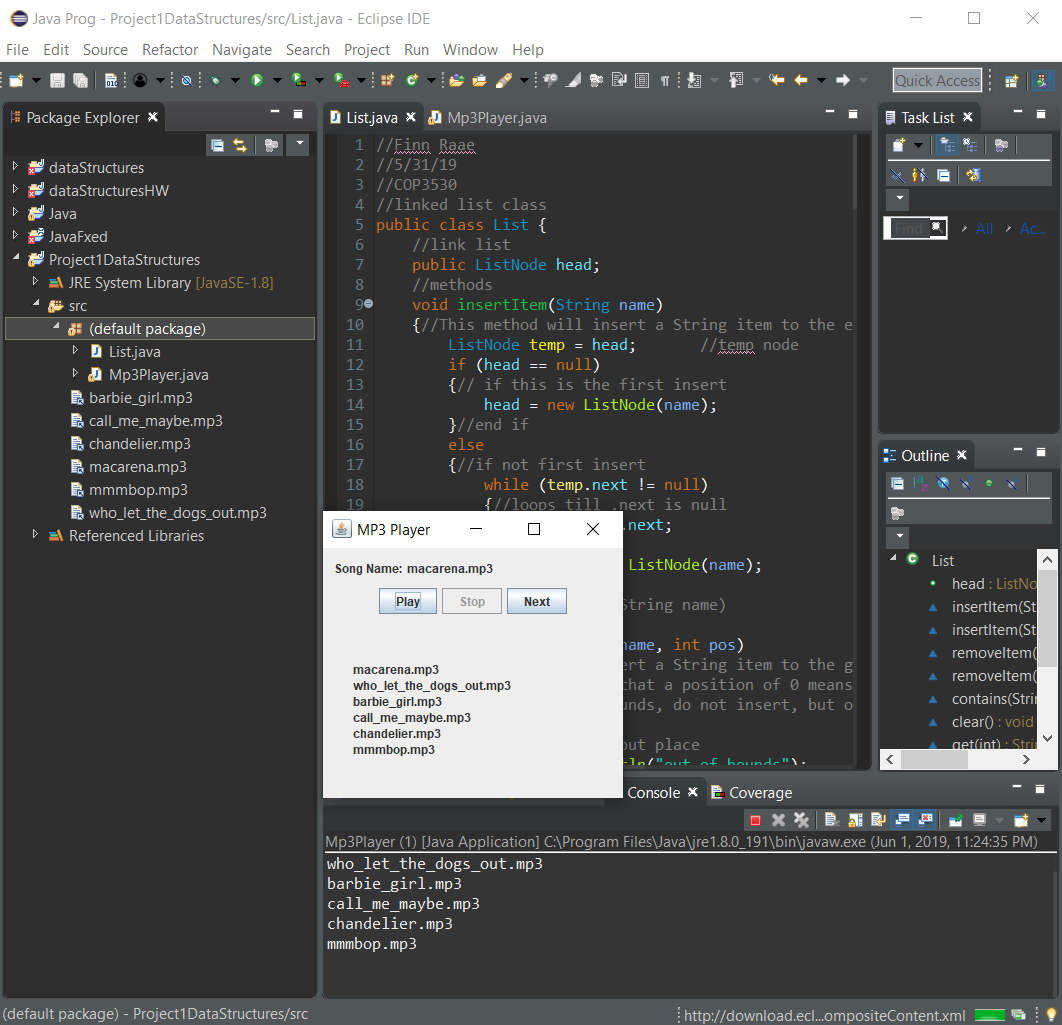 Java Prog - Project1DataStructures/src/List.java - Eclipse IDE
File Edit Source Refactor Navigate Search Project Run Window Help
Quick Access
Package Explorer
dataStructures
dataStructuresHW
Java
JavaFxed
Project1DataStructures
JRE System Library [JavaSE-1.8]
src
(default package)
List.java
Mp3Player.java
barbie_girl.mp3
call_me_maybe.mp3
chandelier.mp3
macarena.mp3
mmmbop.mp3
who_let_the_dogs_out.mp3
Referenced Libraries
List.java Mp3Player.java
1 //Finn Raae
2 //5/31/19
3 //COP3530
4 //linked list class
5 public class List {
6 //link list
7 public ListNode head;
8 //methods
9 void insertItem(String name)
10 {//This method will insert a String item to the e
11 ListNode temp = head; //temp node
12 if (head == null)
13 {// if this is the first insert
14 head = new ListNode(name);
15 }//end if
16 else
17 {//if not first insert
18 while (temp.next != null)
19 {//loops till .next is null
.next;
ListNode(name);
String name)
name, int pos)
ert a String item to the g
that a position of 0 means
unds, do not insert, but o
out place
tln("out of bounds");
MP3 Player
Song Name: macarena.mp3
Play Stop Next
macarena.mp3
who_let_the_dogs_out.mp3
barbie_girl.mp3
call_me_maybe.mp3
chandelier.mp3
mmmbop.mp3
Task List
Find All Ac...
Outline
List
head : ListNo
insertItem(St
insertItem(St
removeItem(
removeItem(
contains(Strin
clear() : void
get(int) : Strin
Console Coverage
Mp3Player (1) [Java Application] C:\Program Files\Java\jre1.8.0_191\bin\javaw.exe (Jun 1, 2019, 11:24:35 PM)
who_let_the_dogs_out.mp3
barbie_girl.mp3
call_me_maybe.mp3
chandelier.mp3
mmmbop.mp3
(default package) - Project1DataStructures/src
http://download.ecl...ompositeContent.xml